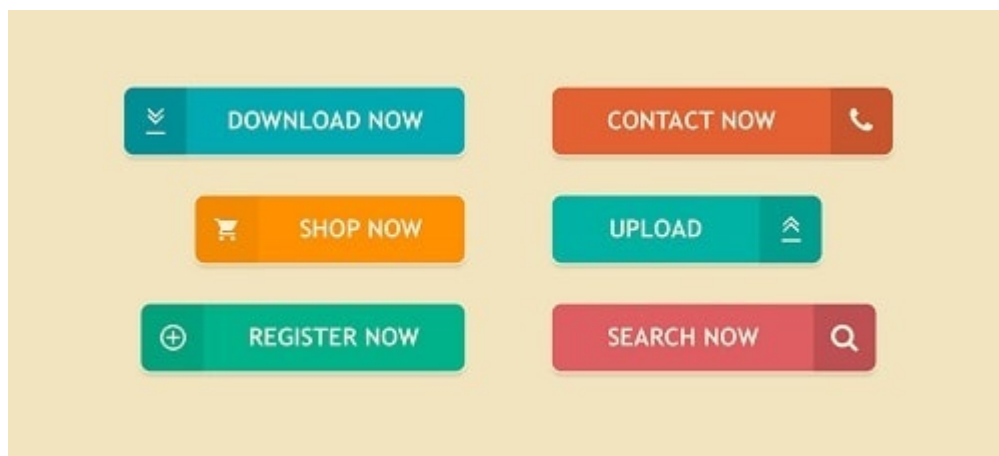 DOWNLOAD NOW
CONTACT NOW
SHOP NOW
UPLOAD
REGISTER NOW
SEARCH NOW